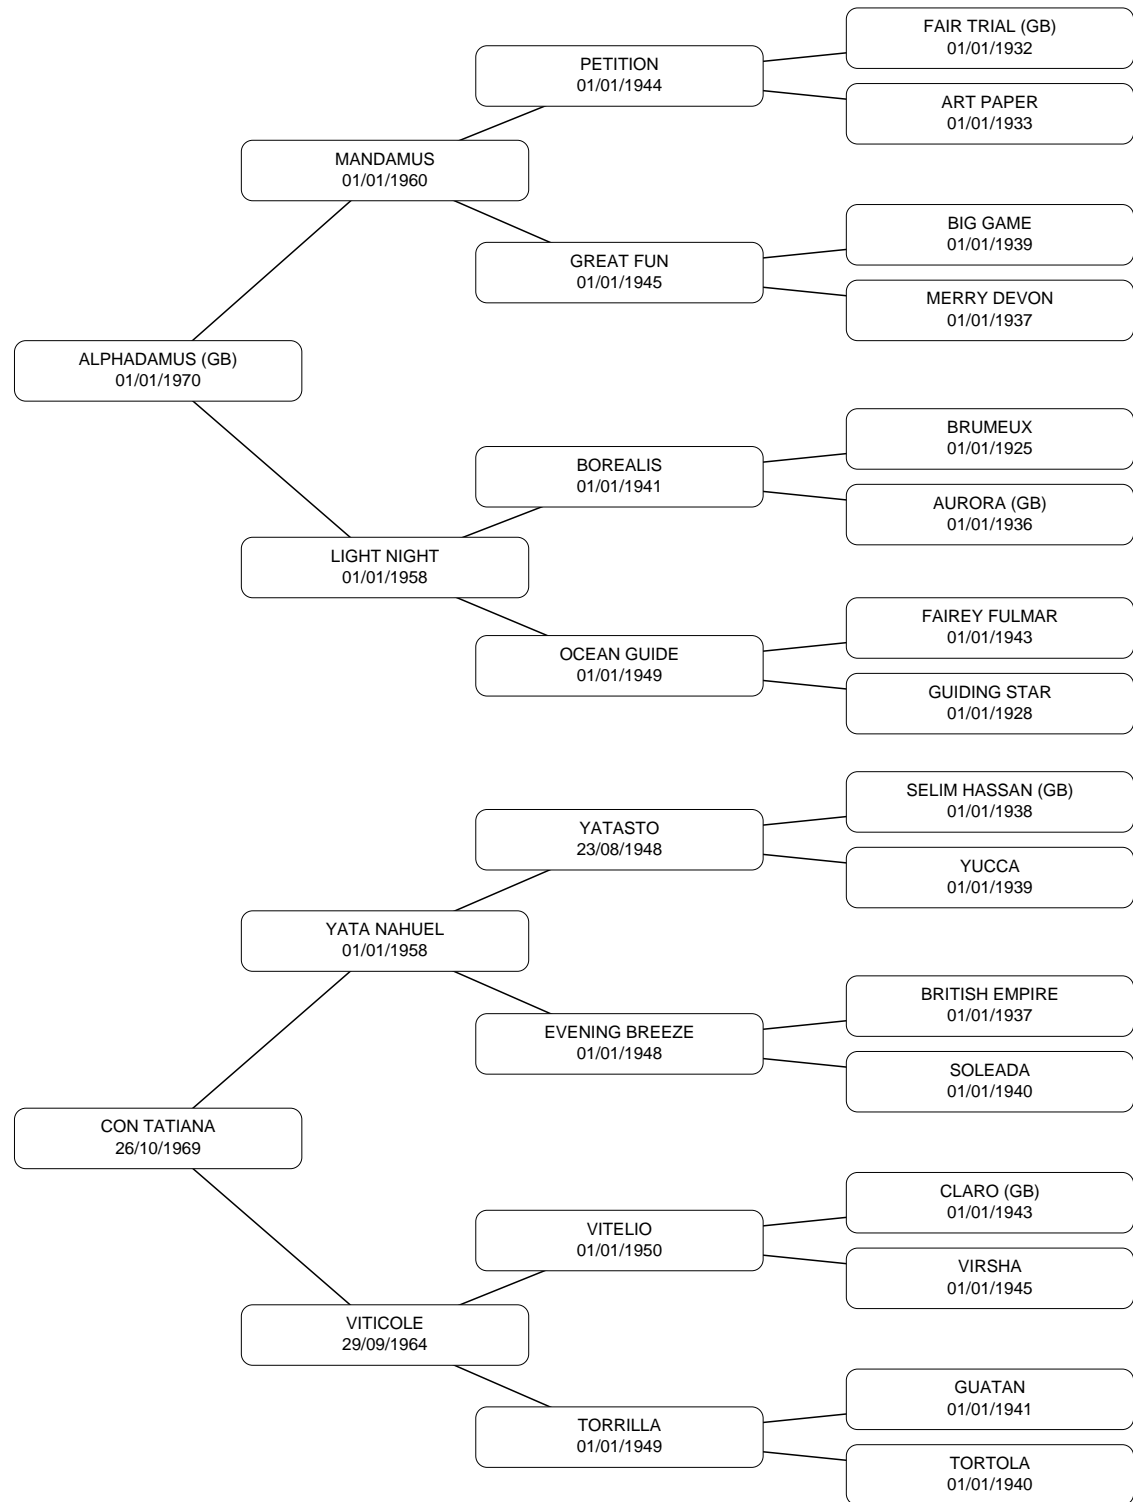 FAIR TRIAL (GB)
01/01/1932
PETITION
01/01/1944
ART PAPER
01/01/1933
MANDAMUS
01/01/1960
BIG GAME
01/01/1939
GREAT FUN
01/01/1945
MERRY DEVON
01/01/1937
ALPHADAMUS (GB)
01/01/1970
BRUMEUX
01/01/1925
BOREALIS
01/01/1941
AURORA (GB)
01/01/1936
LIGHT NIGHT
01/01/1958
FAIREY FULMAR
01/01/1943
OCEAN GUIDE
01/01/1949
GUIDING STAR
01/01/1928
SELIM HASSAN (GB)
01/01/1938
YATASTO
23/08/1948
YUCCA
01/01/1939
YATA NAHUEL
01/01/1958
BRITISH EMPIRE
01/01/1937
EVENING BREEZE
01/01/1948
SOLEADA
01/01/1940
CON TATIANA
26/10/1969
CLARO (GB)
01/01/1943
VITELIO
01/01/1950
VIRSHA
01/01/1945
VITICOLE
29/09/1964
GUATAN
01/01/1941
TORRILLA
01/01/1949
TORTOLA
01/01/1940